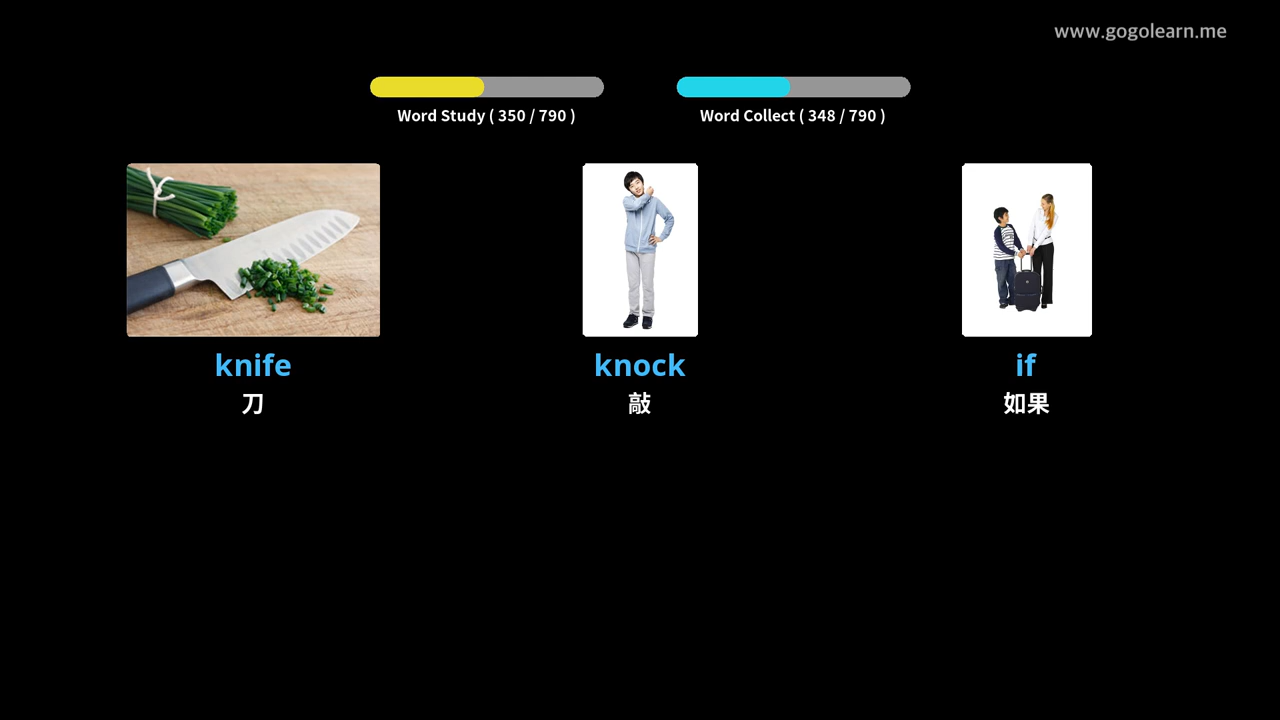 www.gogolearn.me
Word Study ( 350 / 790 )
Word Collect ( 348 / 790 )
knife
刀
knock
敲
if
如果